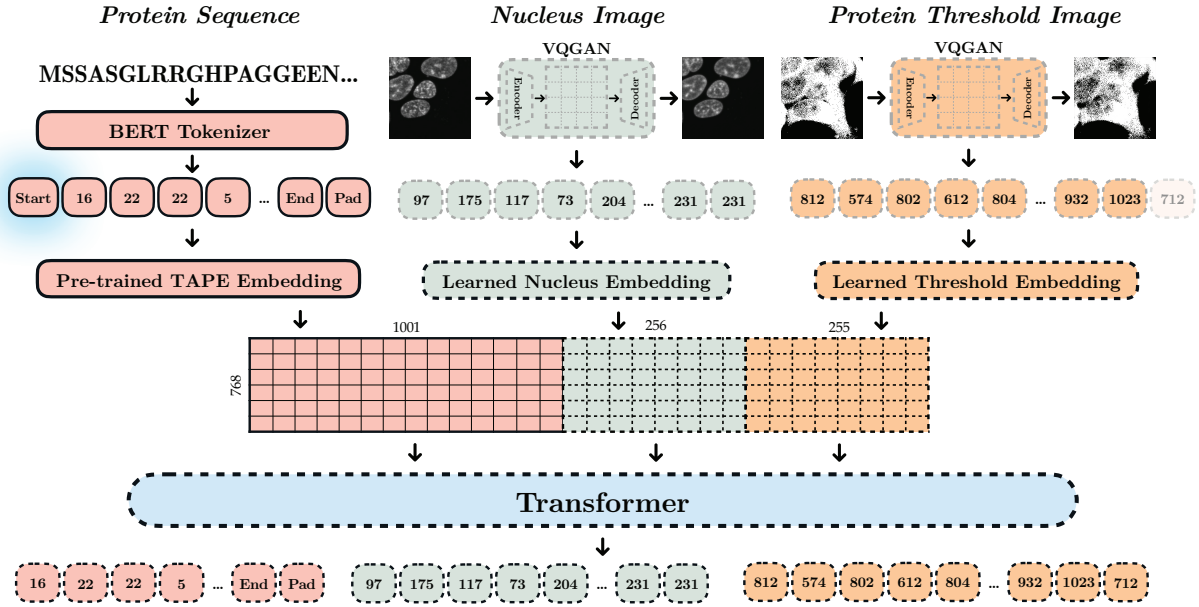 Protein Sequence
Nucleus Image
Protein Threshold Image
MSSASGLRRGHPAGGEEN...
VQGAN
Encoder
Decoder
VQGAN
Encoder
Decoder
BERT Tokenizer
Start 16 22 22 5 ... End Pad
97 175 117 73 204 ... 231 231
812 574 802 612 804 ... 932 1023 712
Pre-trained TAPE Embedding
Learned Nucleus Embedding
Learned Threshold Embedding
1001
256
255
768
Transformer
16 22 22 5 ... End Pad
97 175 117 73 204 ... 231 231
812 574 802 612 804 ... 932 1023 712